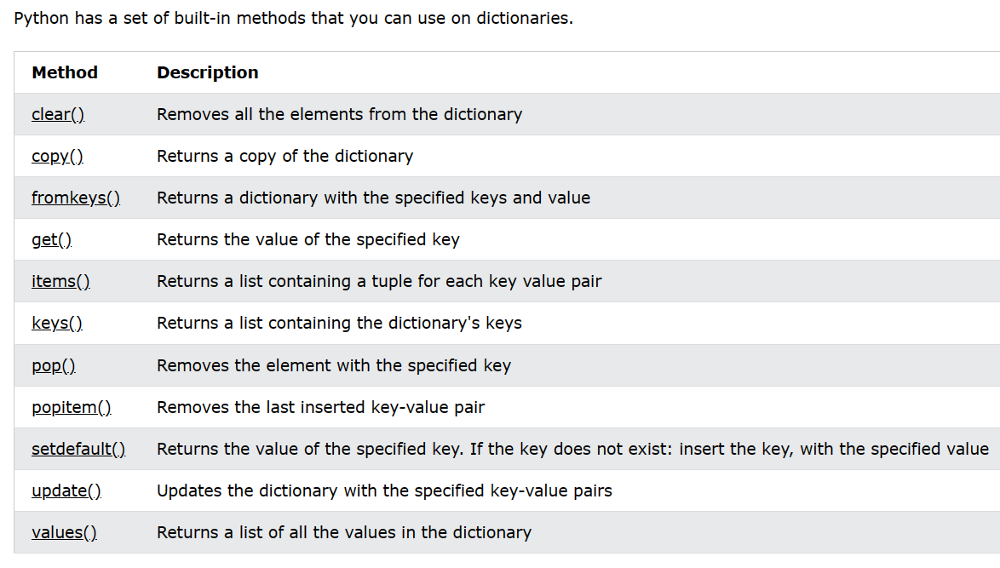 Python has a set of built-in methods that you can use on dictionaries.
Method Description
clear() Removes all the elements from the dictionary
copy() Returns a copy of the dictionary
fromkeys() Returns a dictionary with the specified keys and value
get() Returns the value of the specified key
items() Returns a list containing a tuple for each key value pair
keys() Returns a list containing the dictionary's keys
pop() Removes the element with the specified key
popitem() Removes the last inserted key-value pair
setdefault() Returns the value of the specified key. If the key does not exist: insert the key, with the specified value
update() Updates the dictionary with the specified key-value pairs
values() Returns a list of all the values in the dictionary